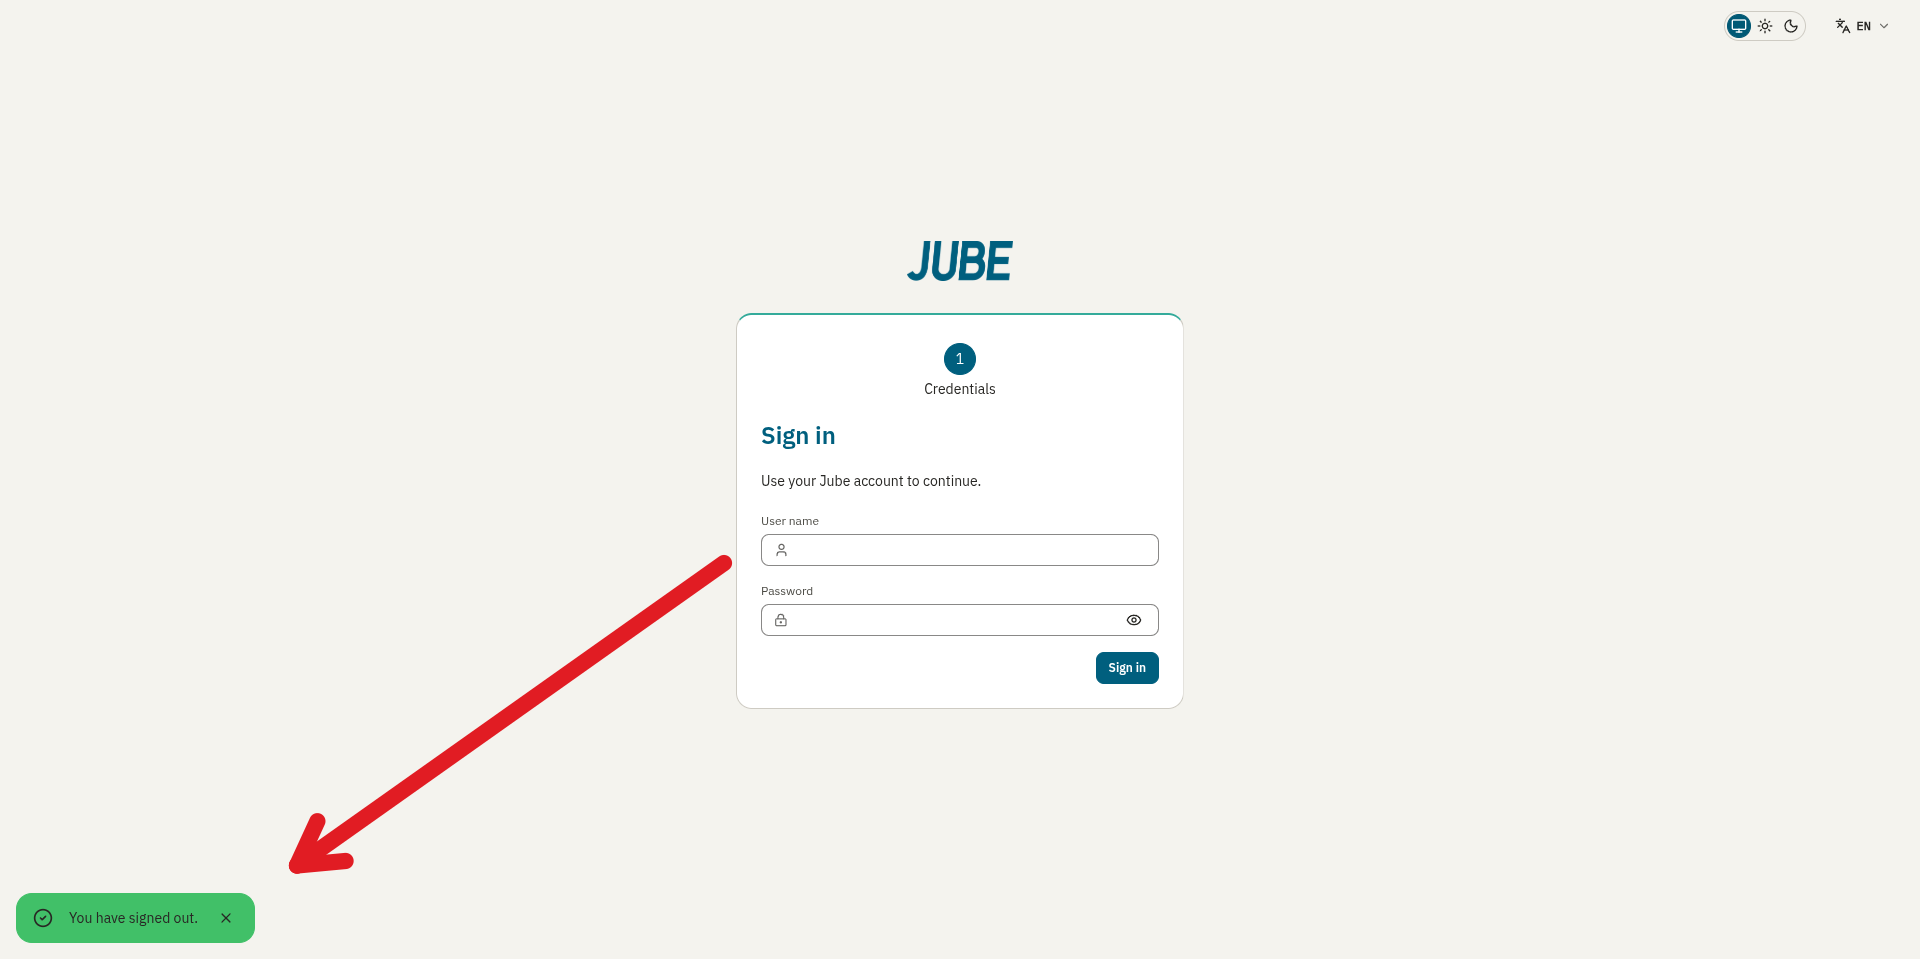 EN
JUBE
1
Credentials
Sign in
Use your Jube account to continue.
User name
Password
Sign in
You have signed out.